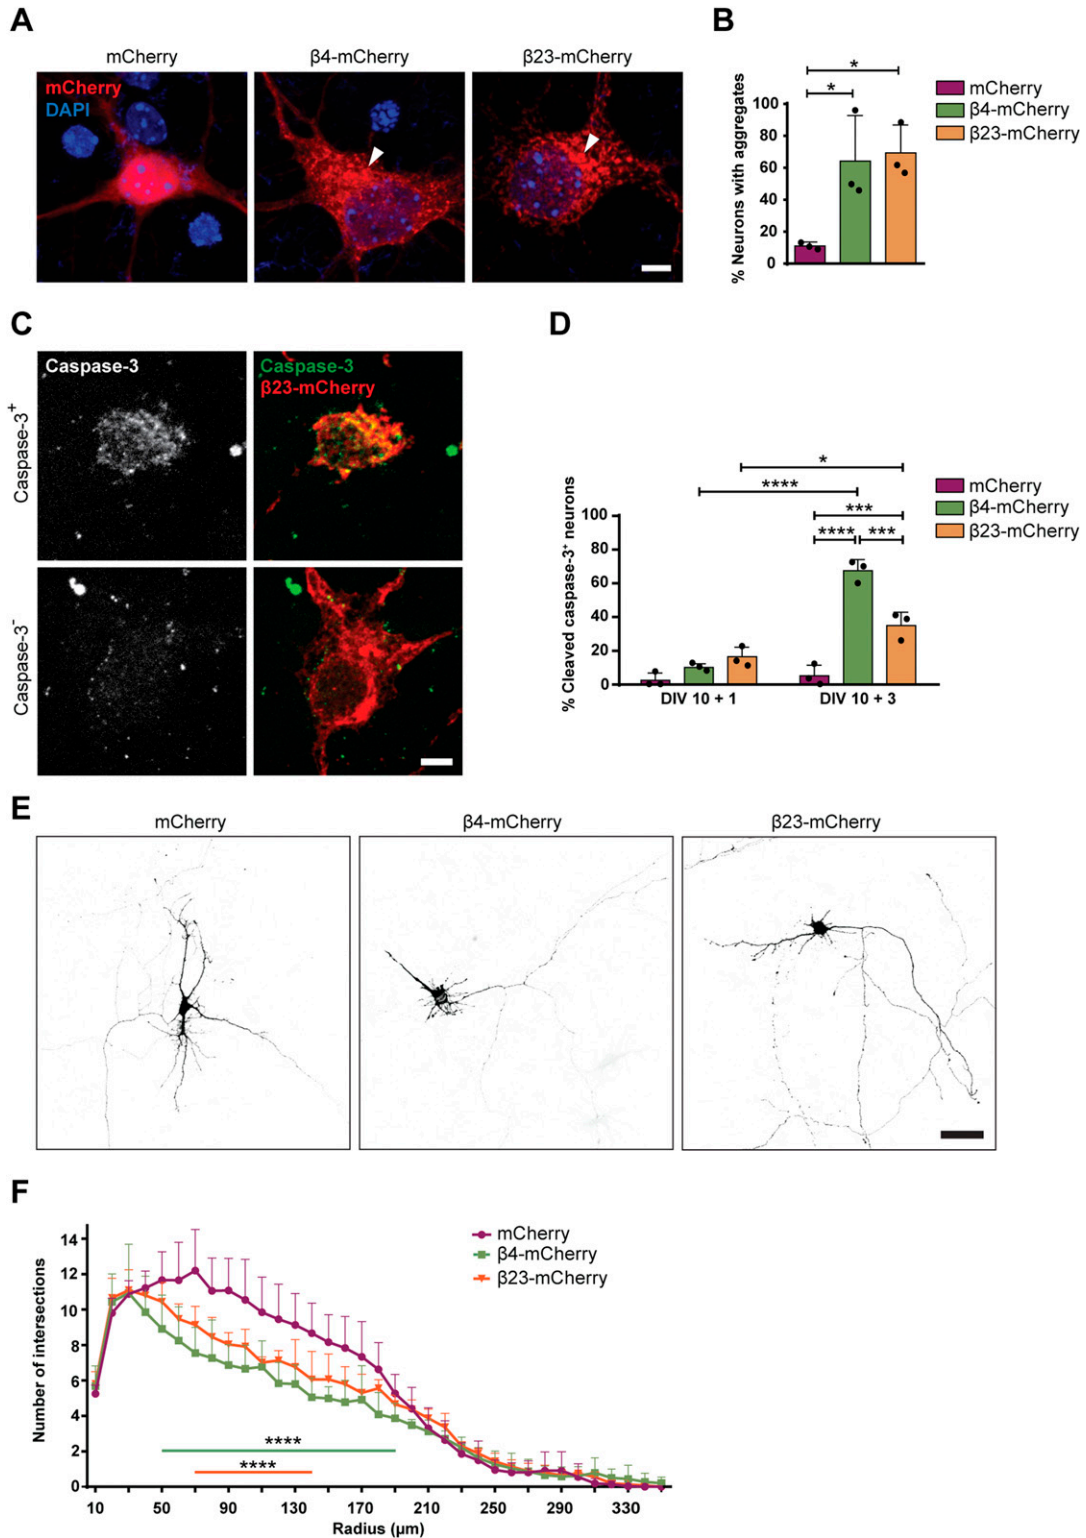 A
mCherry
β4-mCherry
β23-mCherry
mCherry
DAPI
B
% Neurons with aggregates
100
80
60
40
20
0
*
*
mCherry
β4-mCherry
β23-mCherry
C
Caspase-3⁺
Caspase-3
Caspase-3
β23-mCherry
Caspase-3⁻
D
% Cleaved caspase-3⁺ neurons
100
80
60
40
20
0
*
****
***
****
***
DIV 10 + 1
DIV 10 + 3
mCherry
β4-mCherry
β23-mCherry
E
mCherry
β4-mCherry
β23-mCherry
F
Number of intersections
14
12
10
8
6
4
2
0
mCherry
β4-mCherry
β23-mCherry
****
****
10 50 90 130 170 210 250 290 330
Radius (µm)